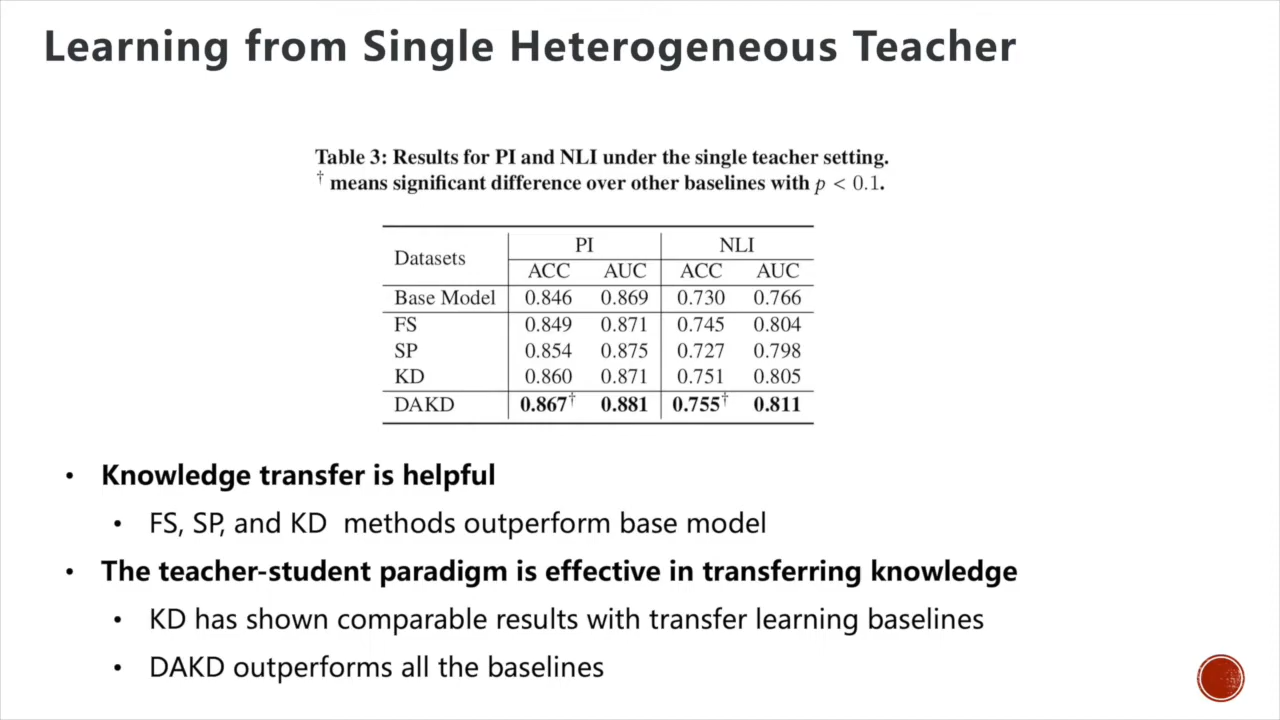 Learning from Single Heterogeneous Teacher
Table 3: Results for PI and NLI under the single teacher setting.
† means significant difference over other baselines with p < 0.1.
Datasets PI NLI
ACC AUC ACC AUC
Base Model 0.846 0.869 0.730 0.766
FS 0.849 0.871 0.745 0.804
SP 0.854 0.875 0.727 0.798
KD 0.860 0.871 0.751 0.805
DAKD 0.867† 0.881 0.755† 0.811
• Knowledge transfer is helpful
• FS, SP, and KD methods outperform base model
• The teacher-student paradigm is effective in transferring knowledge
• KD has shown comparable results with transfer learning baselines
• DAKD outperforms all the baselines